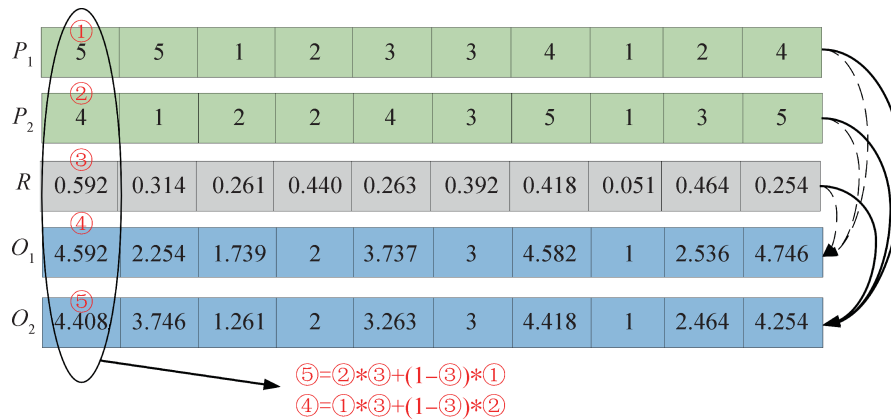 ①
P1 5 5 1 2 3 3 4 1 2 4
②
P2 4 1 2 2 4 3 5 1 3 5
③
R 0.592 0.314 0.261 0.440 0.263 0.392 0.418 0.051 0.464 0.254
④
O1 4.592 2.254 1.739 2 3.737 3 4.582 1 2.536 4.746
⑤
O2 4.408 3.746 1.261 2 3.263 3 4.418 1 2.464 4.254
⑤=②*③+(1−③)*①
④=①*③+(1−③)*②